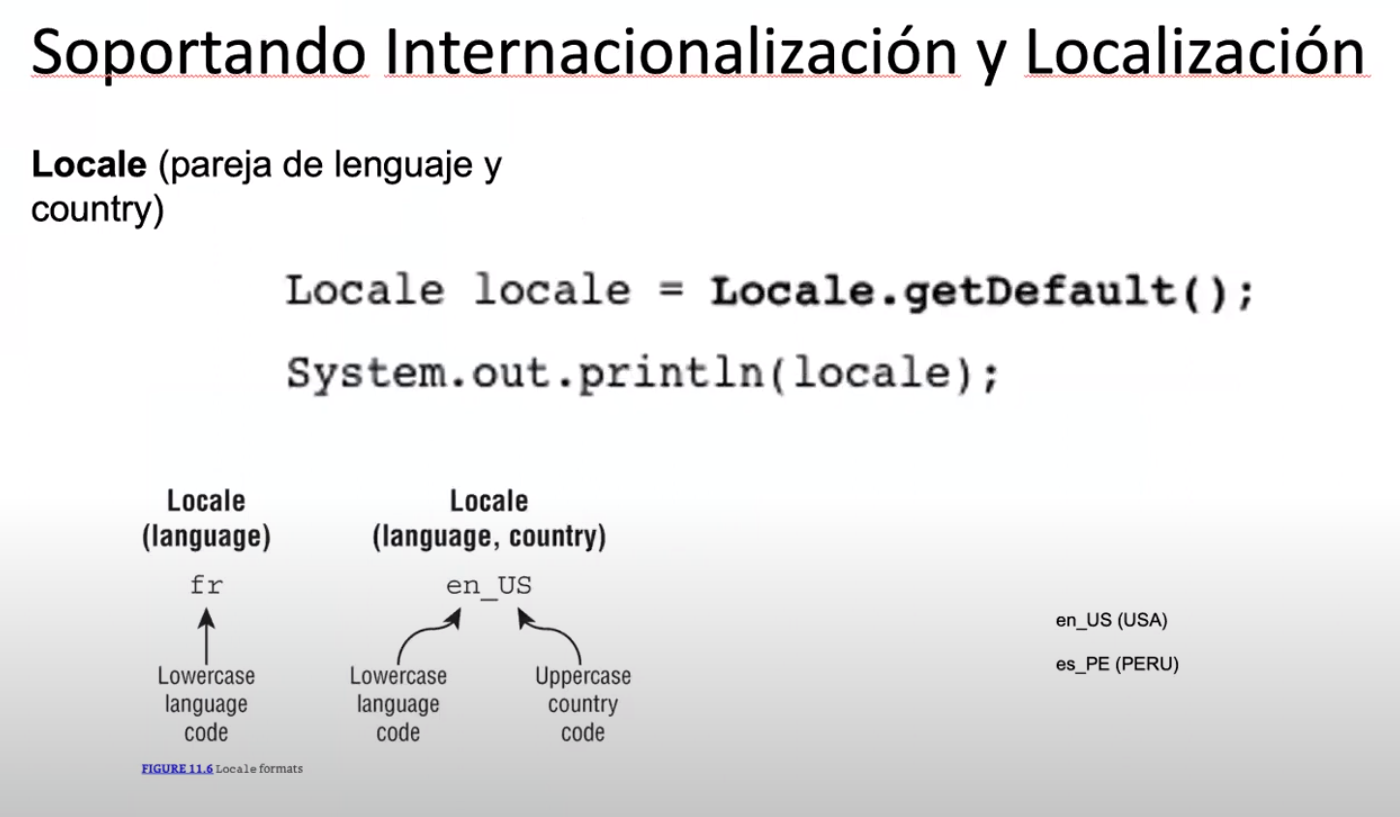 Soportando Internacionalización y Localización
Locale (pareja de lenguaje y
country)
Locale locale = Locale.getDefault();
System.out.println(locale);
Locale
(language)
fr
Lowercase
language
code
Locale
(language, country)
en_US
Lowercase
language
code
Uppercase
country
code
FIGURE 11.6 Locale formats
en_US (USA)
es_PE (PERU)